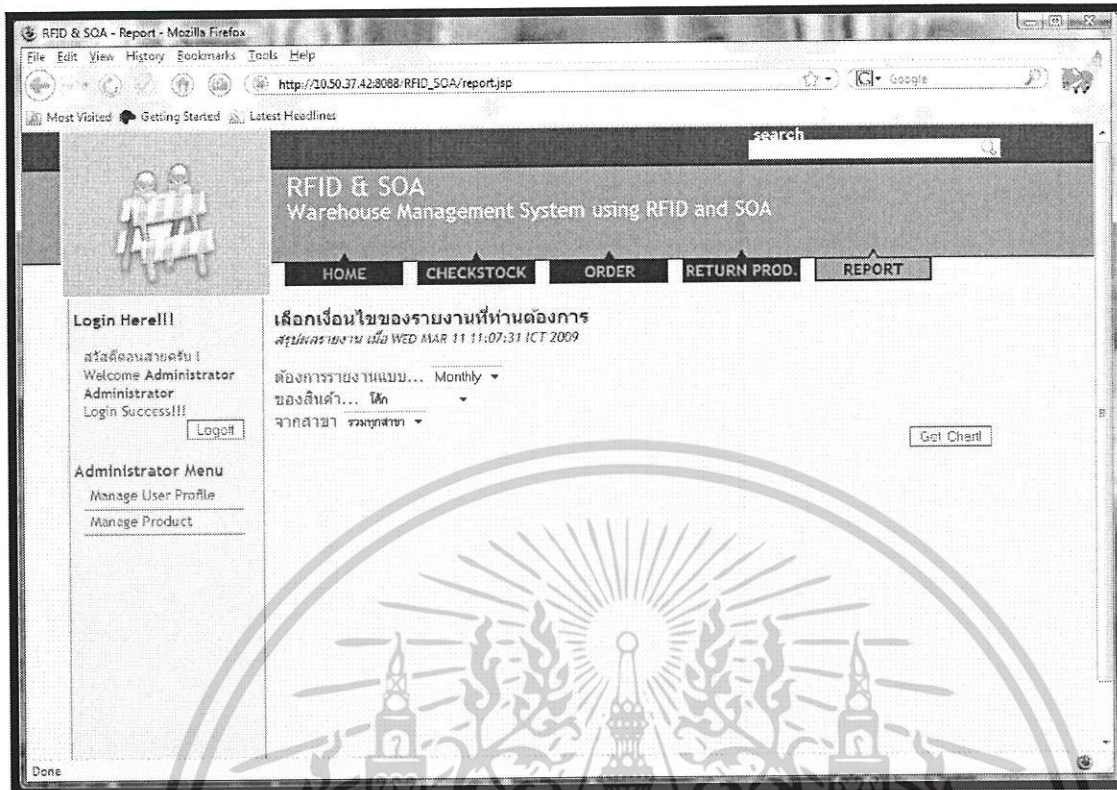 RFID & SOA - Report - Mozilla Firefox
File Edit View History Bookmarks Tools Help
http://10.50.37.42:8088/RFID_SOA/report.jsp
Google
Most Visited Getting Started Latest Headlines
search
RFID & SOA
Warehouse Management System using RFID and SOA
HOME CHECKSTOCK ORDER RETURN PROD. REPORT
Login Here!!!
สวัสดีตอนสายครับ !
Welcome Administrator
Administrator
Login Success!!!
Logout
Administrator Menu
Manage User Profile
Manage Product
เลือกเงื่อนไขของรายงานที่ท่านต้องการ
สรุปผลรายงาน เมื่อ WED MAR 11 11:07:31 ICT 2009
ต้องการรายงานแบบ... Monthly
ของสินค้า... โค้ก
จากสาขา รวมทุกสาขา
Get Chart!
Done